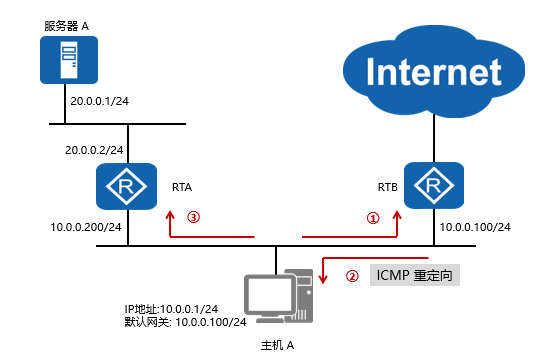 服务器 A
Internet
20.0.0.1/24
20.0.0.2/24
R
RTA
RTB
R
10.0.0.200/24
③
①
10.0.0.100/24
②
ICMP 重定向
IP地址:10.0.0.1/24
默认网关: 10.0.0.100/24
主机 A